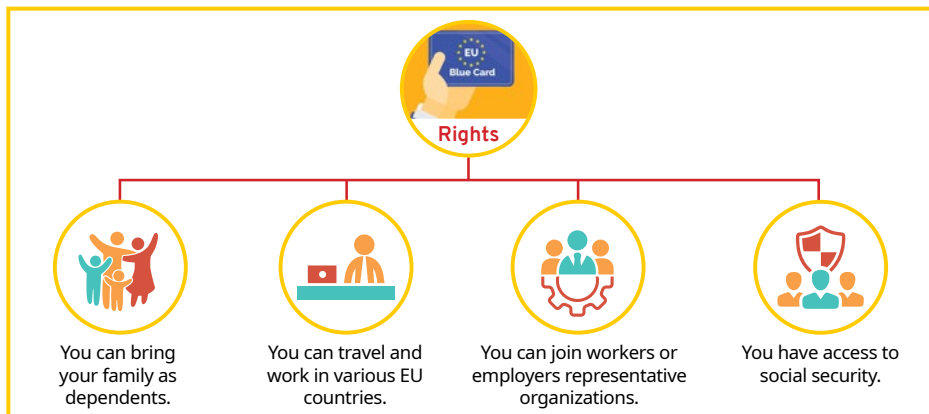 EU
Blue Card
Rights
You can bring
your family as
dependents.
You can travel and
work in various EU
countries.
You can join workers or
employers representative
organizations.
You have access to
social security.